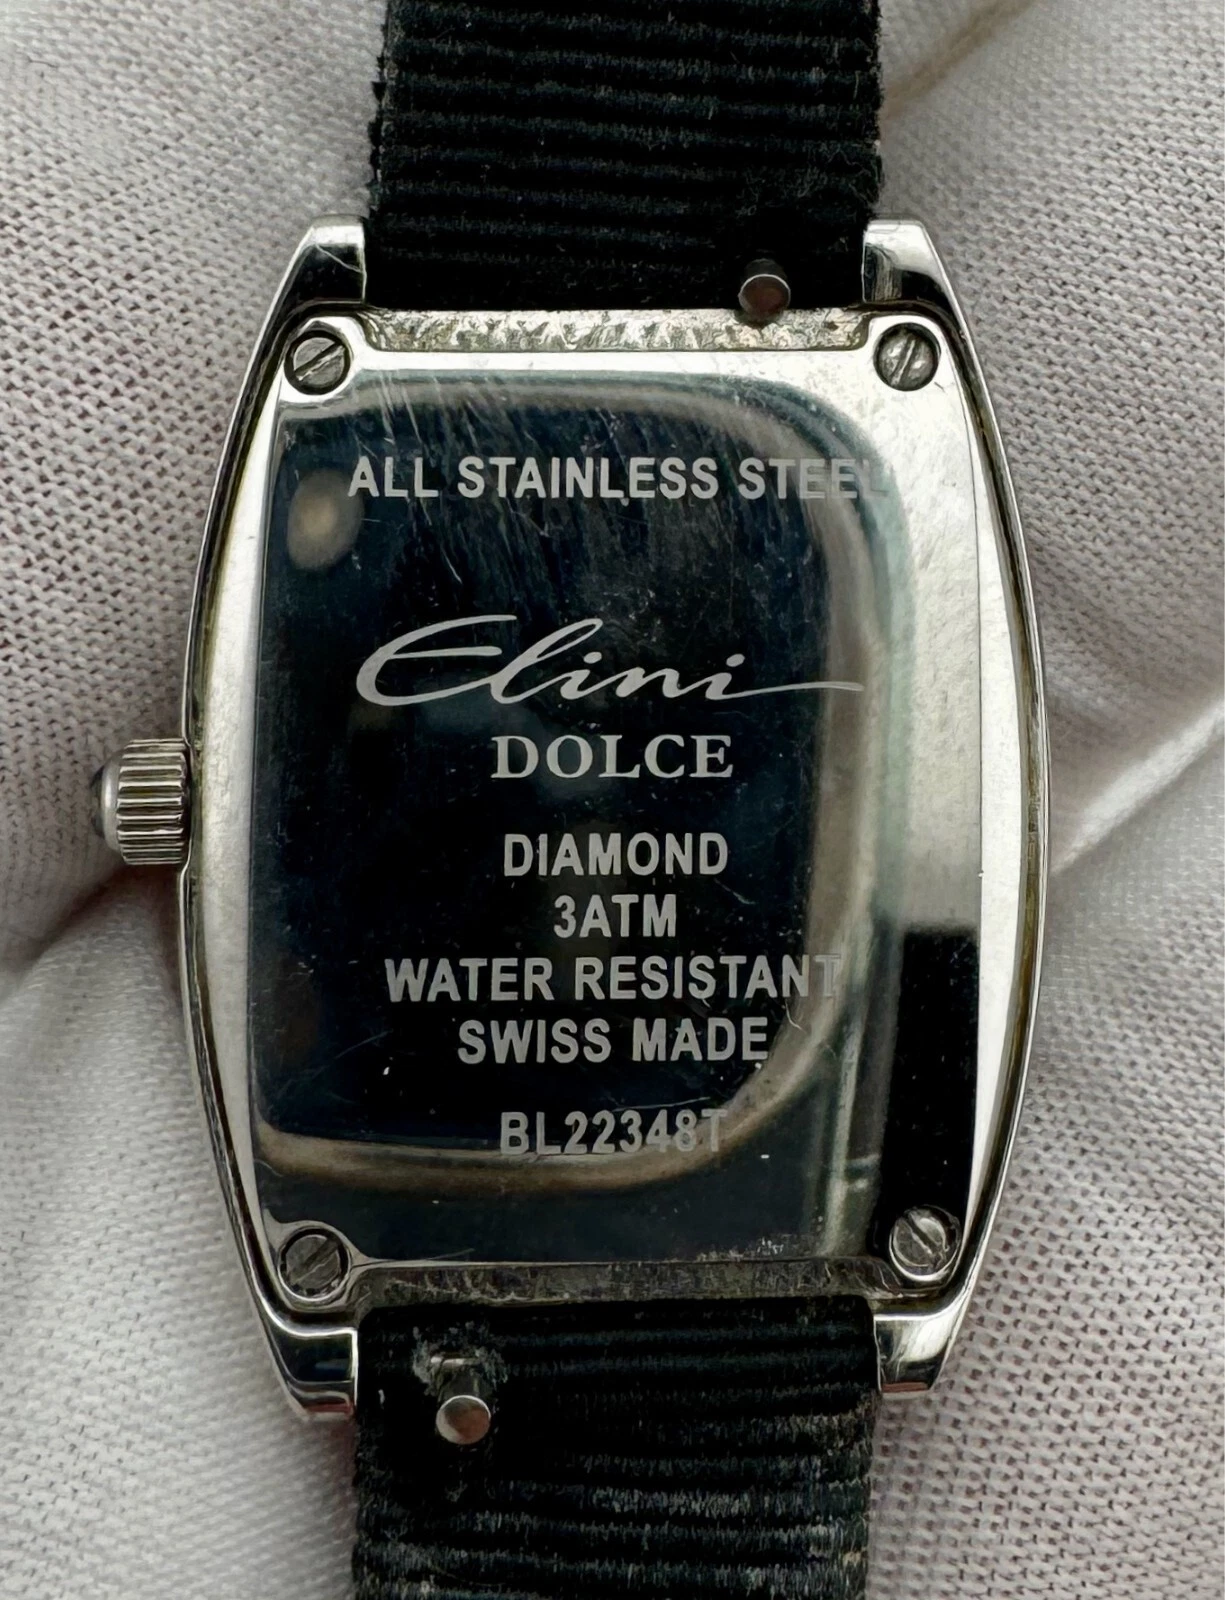 ALL STAINLESS STEEL
Elini
DOLCE
DIAMOND
3ATM
WATER RESISTANT
SWISS MADE
BL22348T